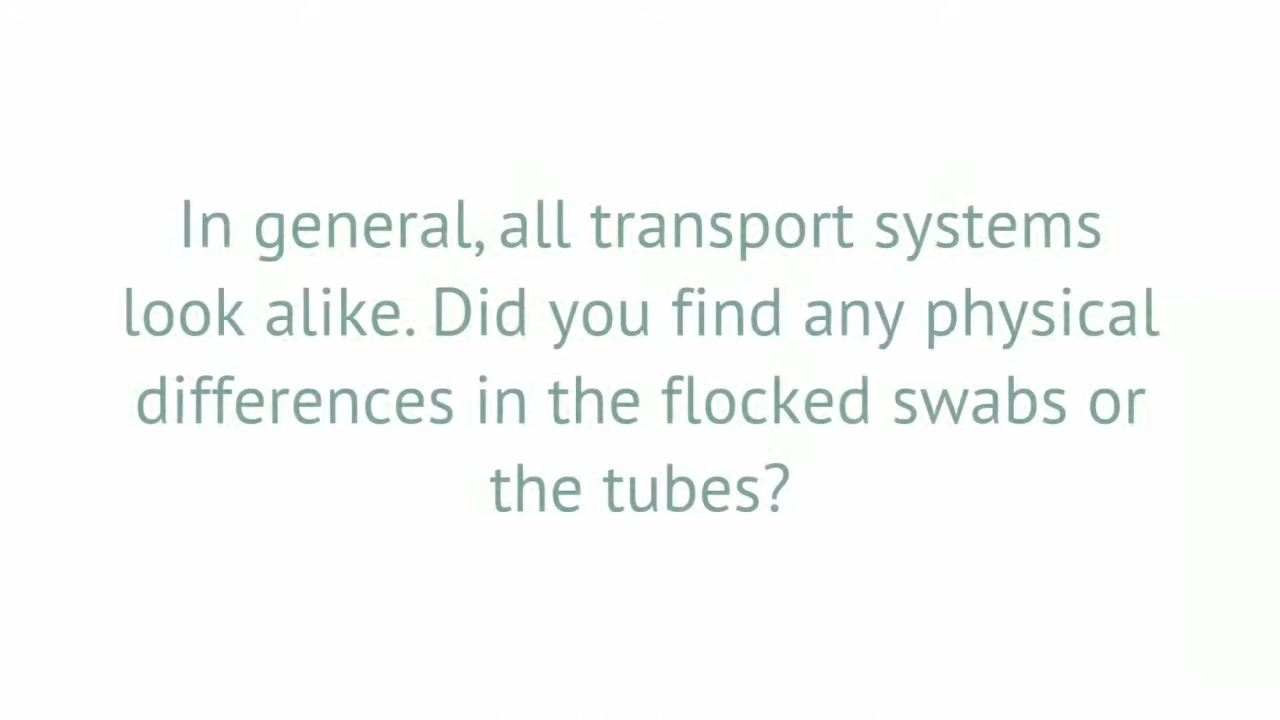 In general, all transport systems
look alike. Did you find any physical
differences in the flocked swabs or
the tubes?